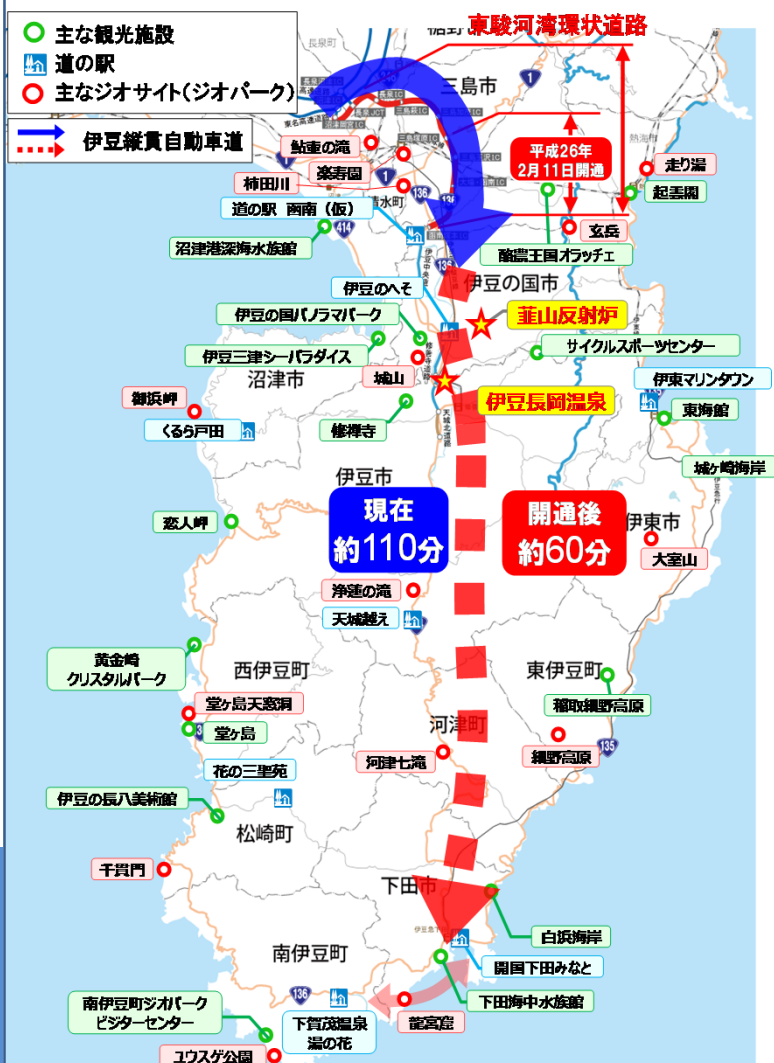 主な観光施設
道の駅
主なジオサイト(ジオパーク)
伊豆縦貫自動車道
東駿河湾環状道路
長泉町
三島市
平成26年
2月11日開通
熱海市
鮎壺の滝
楽寿園
柿田川
清水町
道の駅 函南(仮)
沼津港深海水族館
414
136
1
1
走り湯
起雲閣
玄岳
酪農王国オラッチェ
伊豆の国市
伊豆のへそ
韮山反射炉
伊豆の国パノラマパーク
伊豆三津シーパラダイス
サイクルスポーツセンター
沼津市
城山
伊豆長岡温泉
伊東マリンタウン
東海館
御浜岬
くるら戸田
修禅寺
城ヶ崎海岸
伊豆市
現在
約110分
開通後
約60分
伊東市
大室山
恋人岬
浄蓮の滝
天城越え
黄金崎
クリスタルパーク
西伊豆町
東伊豆町
稲取細野高原
堂ヶ島天窓洞
堂ヶ島
河津町
河津七滝
細野高原
135
花の三聖苑
伊豆の長八美術館
松崎町
千貫門
下田市
白浜海岸
南伊豆町
開国下田みなと
136
下田海中水族館
南伊豆町ジオパーク
ビジターセンター
下賀茂温泉
湯の花
龍宮窟
ユウスゲ公園